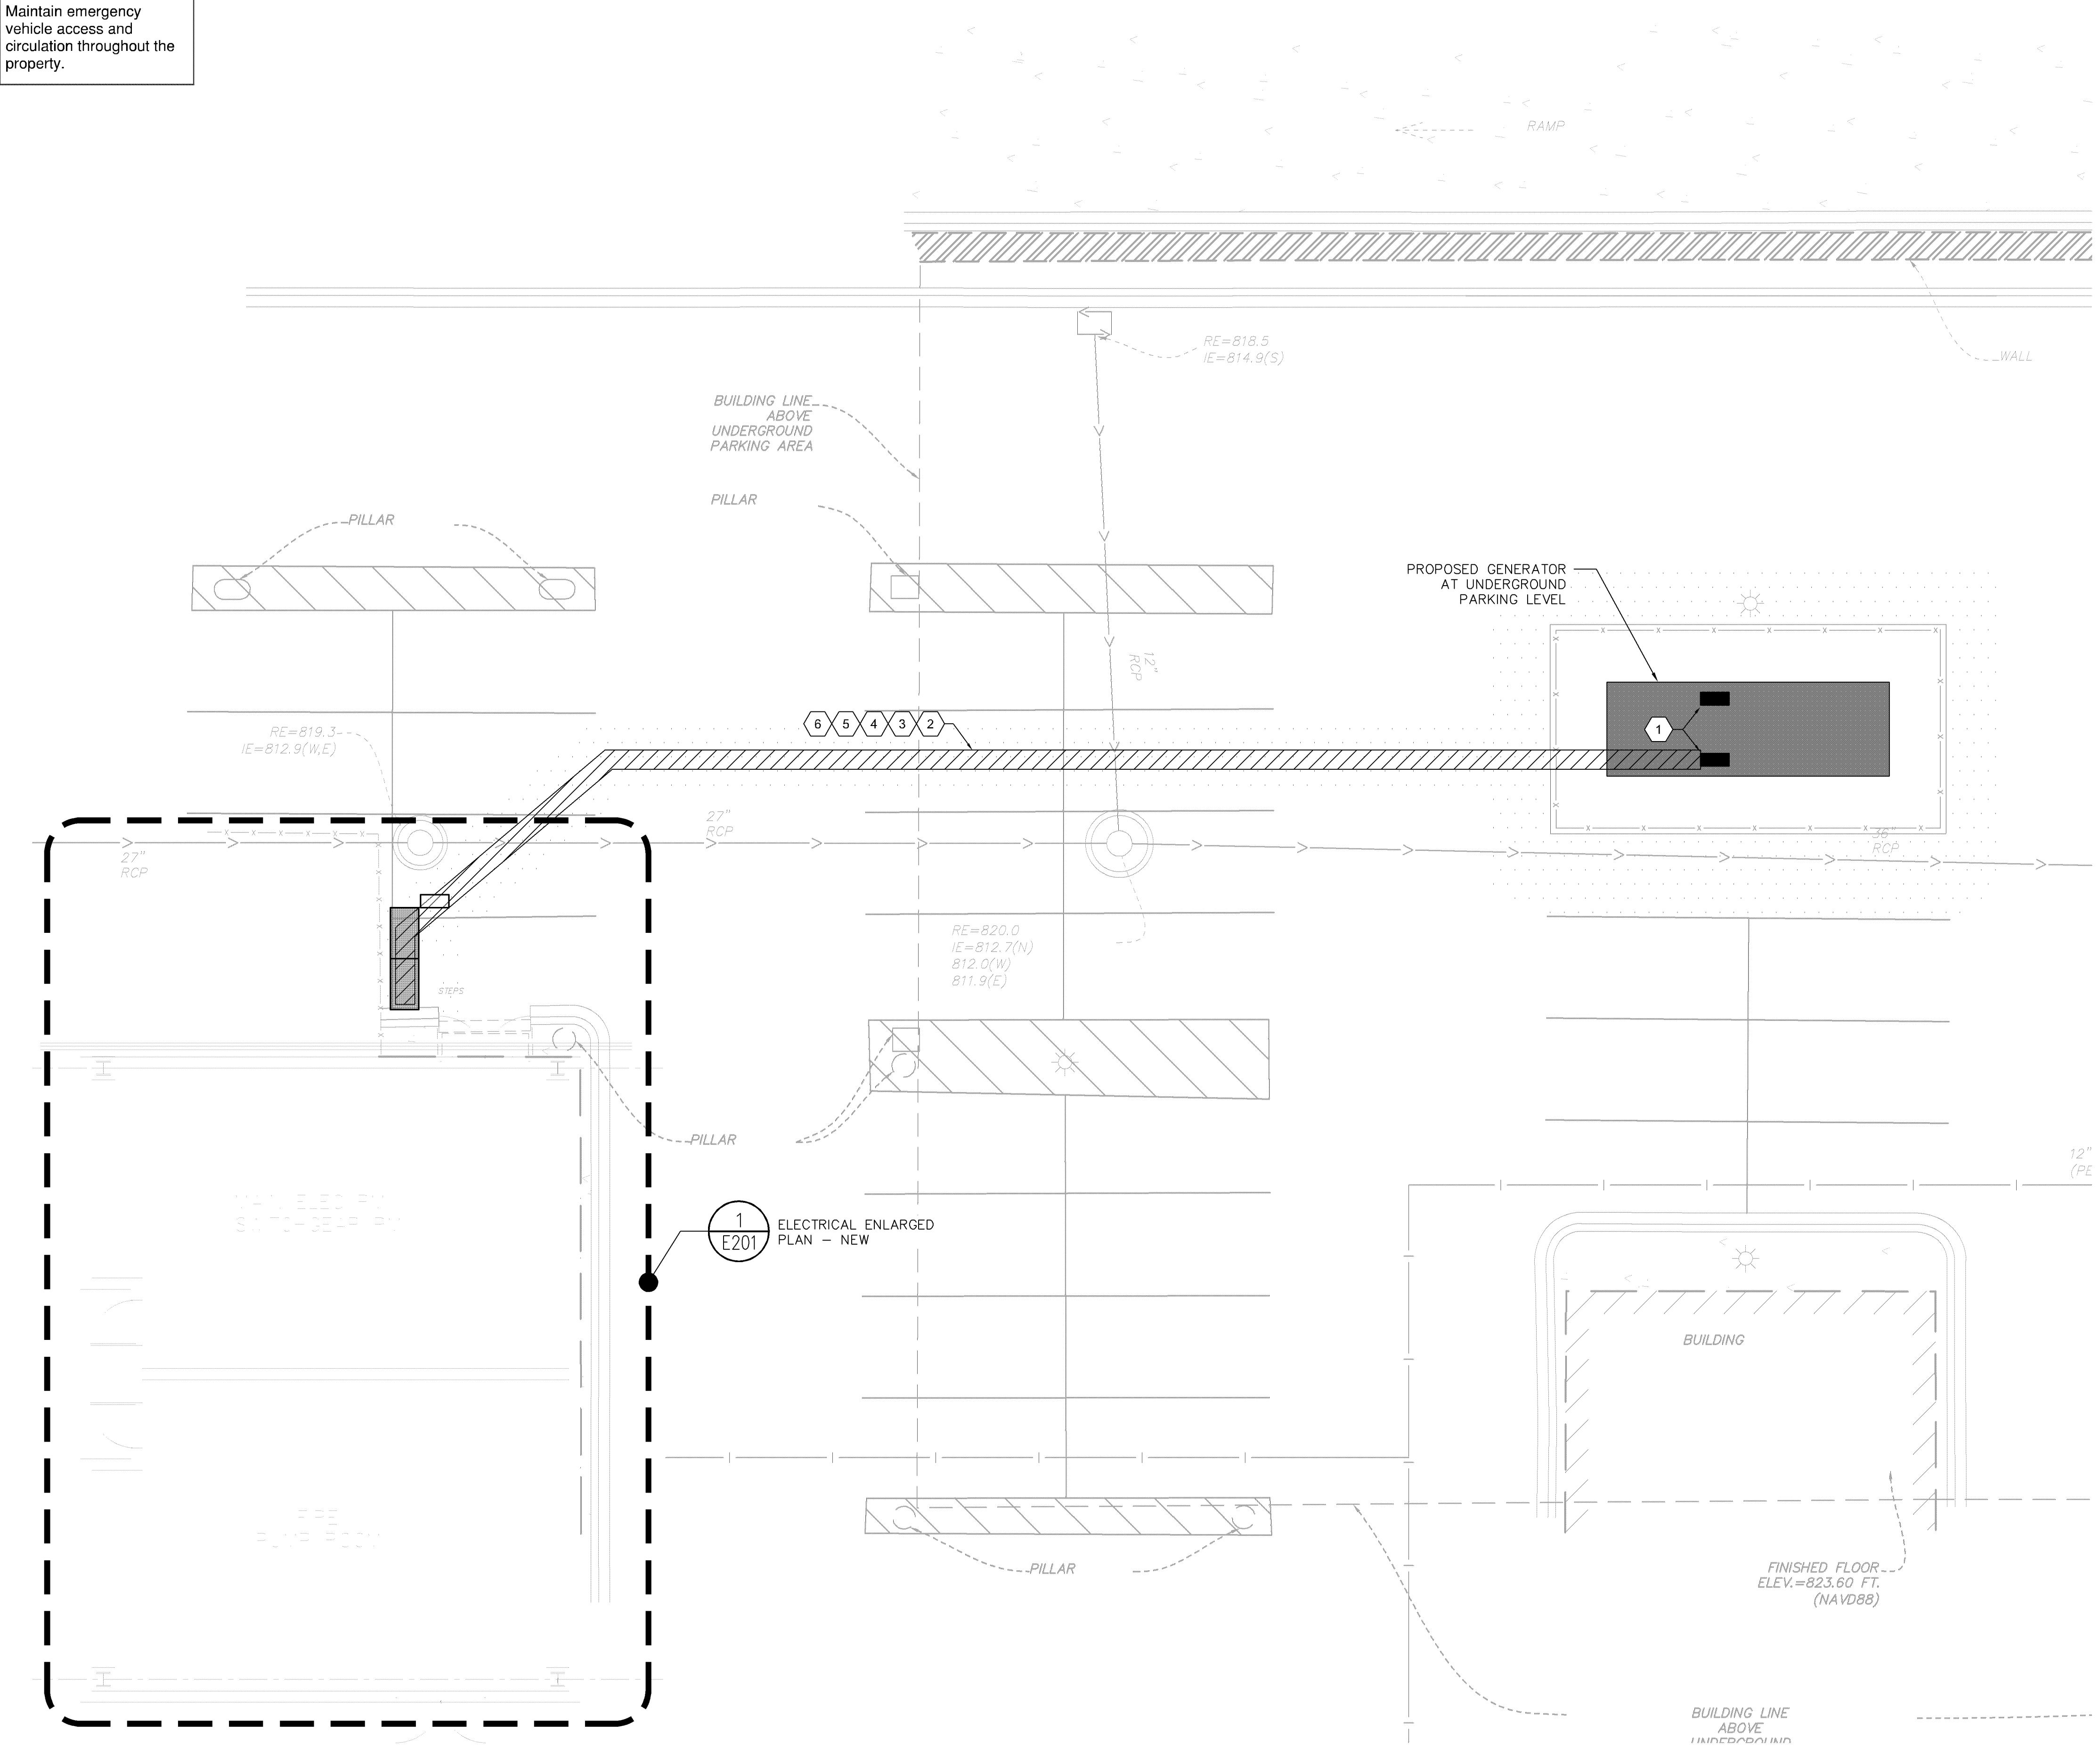 Maintain emergency
vehicle access and
circulation throughout the
property.
RAMP
RE=818.5
IE=814.9(S)
WALL
BUILDING LINE
ABOVE
UNDERGROUND
PARKING AREA
PILLAR
PILLAR
PROPOSED GENERATOR
AT UNDERGROUND
PARKING LEVEL
12"
RCP
6 5 4 3 2
1
RE=819.3
IE=812.9(W,E)
27"
RCP
27"
RCP
36"
RCP
RE=820.0
IE=812.7(N)
812.0(W)
811.9(E)
STEPS
PILLAR
12"
1
E201
ELECTRICAL ENLARGED
PLAN – NEW
BUILDING
PILLAR
FINISHED FLOOR
ELEV.=823.60 FT.
(NAVD88)
BUILDING LINE
ABOVE
UNDERGROUND